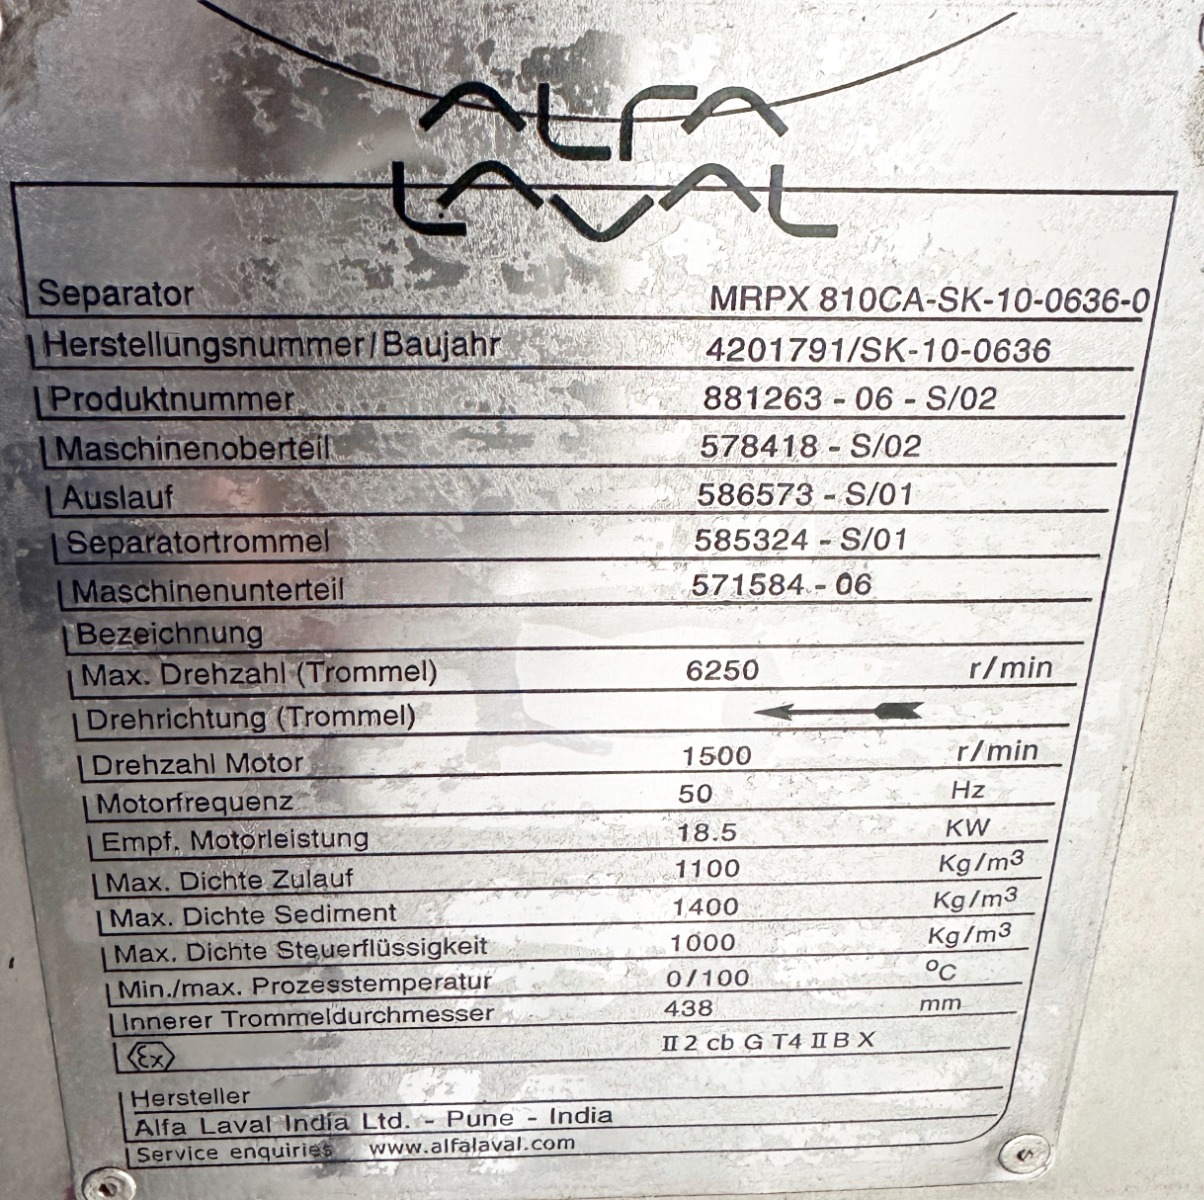 ALFA
LAVAL
Separator MRPX 810CA-SK-10-0636-0
Herstellungsnummer/Baujahr 4201791/SK-10-0636
Produktnummer 881263 - 06 - S/02
Maschinenoberteil 578418 - S/02
Auslauf 586573 - S/01
Separatortrommel 585324 - S/01
Maschinenunterteil 571584 - 06
Bezeichnung
Max. Drehzahl (Trommel) 6250 r/min
Drehrichtung (Trommel)
Drehzahl Motor 1500 r/min
Motorfrequenz 50 Hz
Empf. Motorleistung 18.5 KW
Max. Dichte Zulauf 1100 Kg/m³
Max. Dichte Sediment 1400 Kg/m³
Max. Dichte Steuerflüssigkeit 1000 Kg/m³
Min./max. Prozesstemperatur 0/100 °C
Innerer Trommeldurchmesser 438 mm
Ex II 2 cb G T4 II B X
Hersteller
Alfa Laval India Ltd. - Pune - India
Service enquiries www.alfalaval.com